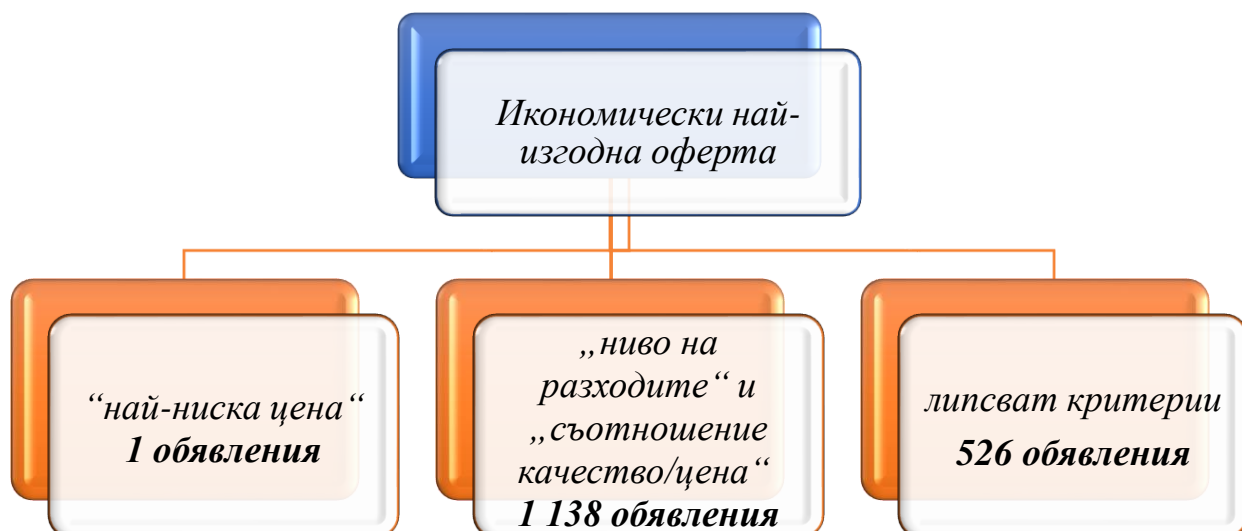 Икономически най-
изгодна оферта
“най-ниска цена“
1 обявления
„ниво на
разходите“ и
„съотношение
качество/цена“
1 138 обявления
липсват критерии
526 обявления